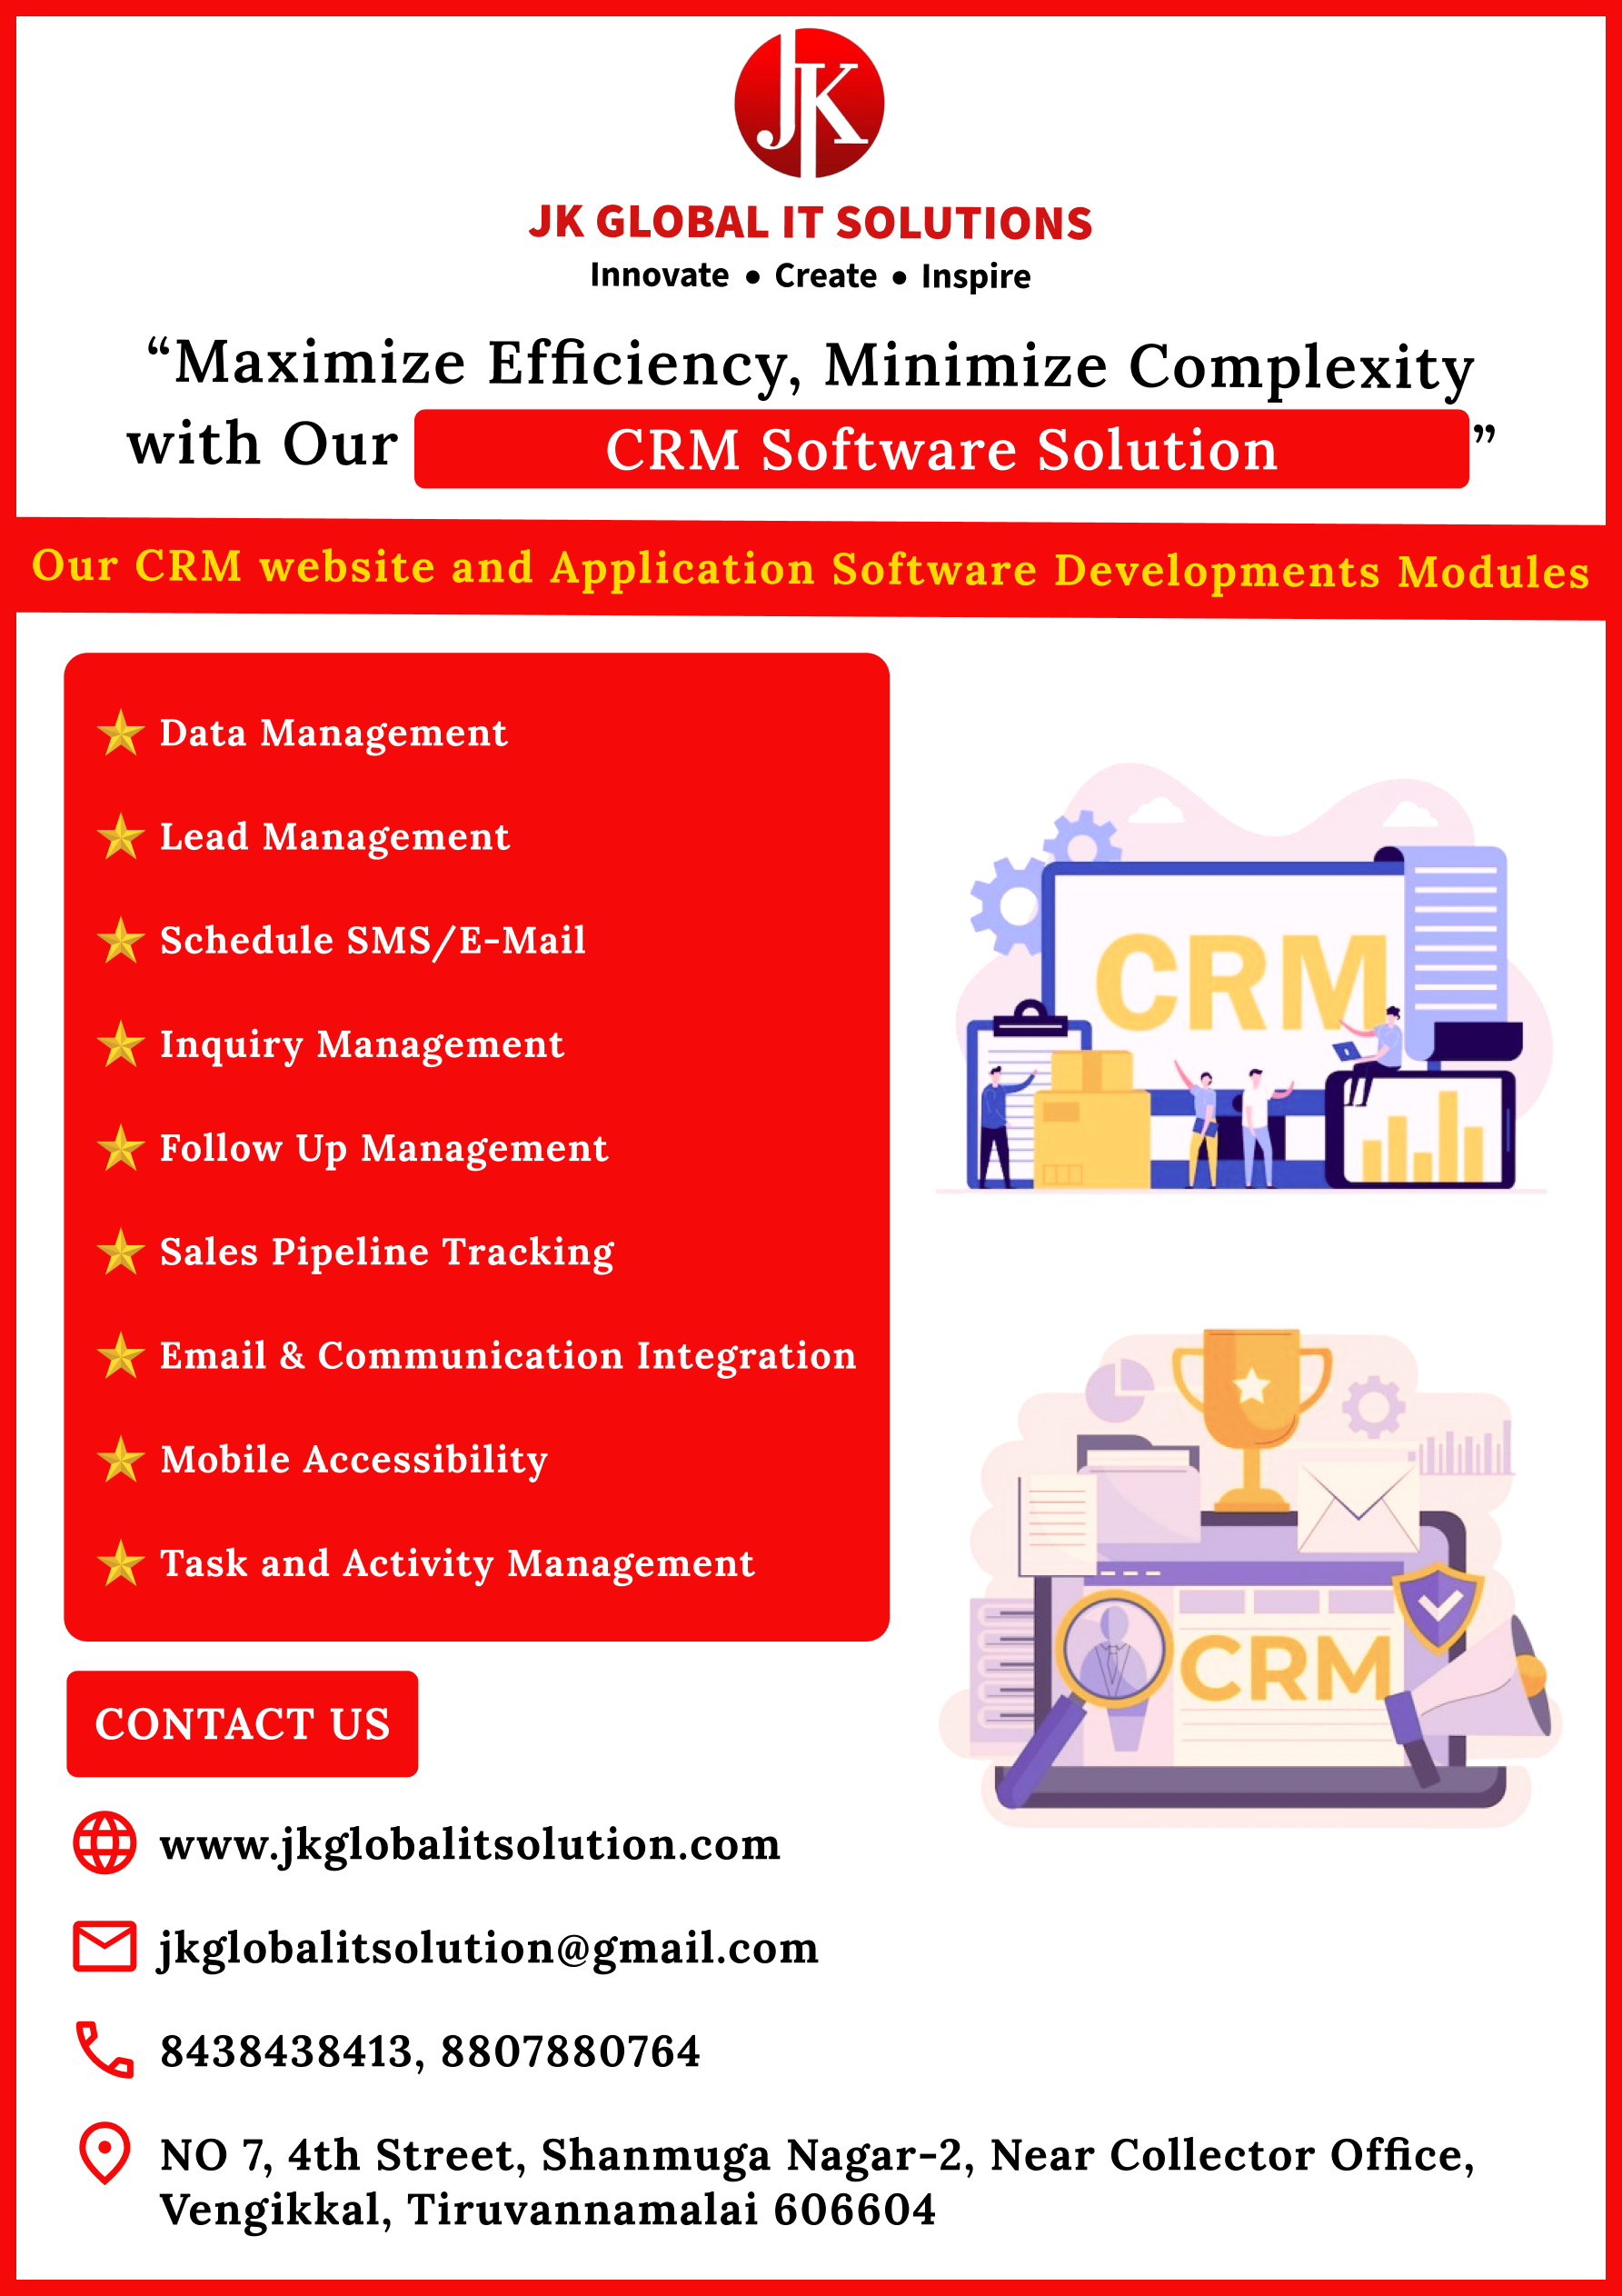 JK
JK GLOBAL IT SOLUTIONS
Innovate • Create • Inspire
“Maximize Efficiency, Minimize Complexity
with Our CRM Software Solution”
Our CRM website and Application Software Developments Modules
Data Management
Lead Management
Schedule SMS/E-Mail
Inquiry Management
Follow Up Management
Sales Pipeline Tracking
Email & Communication Integration
Mobile Accessibility
Task and Activity Management
CRM
CRM
CONTACT US
www.jkglobalitsolution.com
jkglobalitsolution@gmail.com
8438438413, 8807880764
NO 7, 4th Street, Shanmuga Nagar-2, Near Collector Office,
Vengikkal, Tiruvannamalai 606604